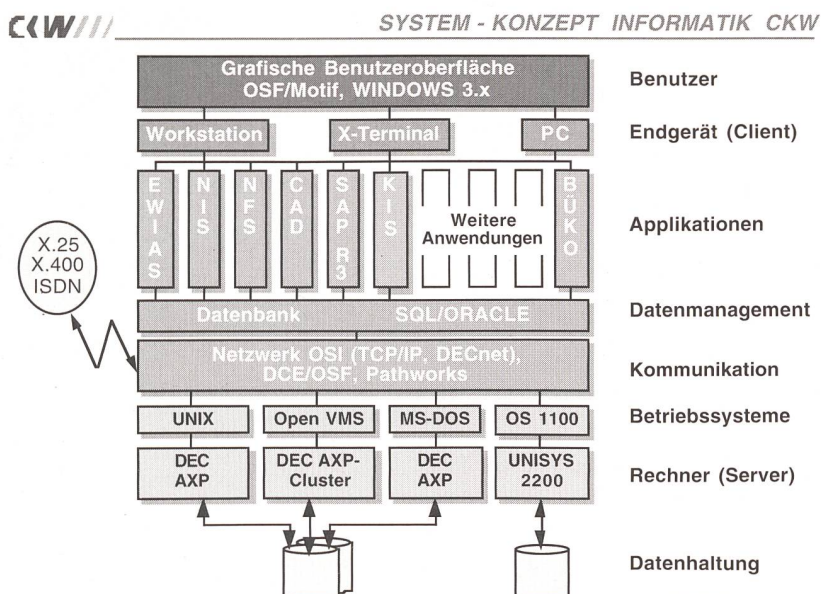 CKW
SYSTEM - KONZEPT INFORMATIK CKW
Grafische Benutzeroberfläche
OSF/Motif, WINDOWS 3.x
Benutzer
Workstation
X-Terminal
PC
Endgerät (Client)
EWIAS
NIS
NFS
CAD
SAP R3
KIS
Weitere
Anwendungen
BÜKO
Applikationen
X.25
X.400
ISDN
Datenbank SQL/ORACLE
Datenmanagement
Netzwerk OSI (TCP/IP, DECnet),
DCE/OSF, Pathworks
Kommunikation
UNIX
Open VMS
MS-DOS
OS 1100
Betriebssysteme
DEC
AXP
DEC AXP-
Cluster
DEC
AXP
UNISYS
2200
Rechner (Server)
Datenhaltung